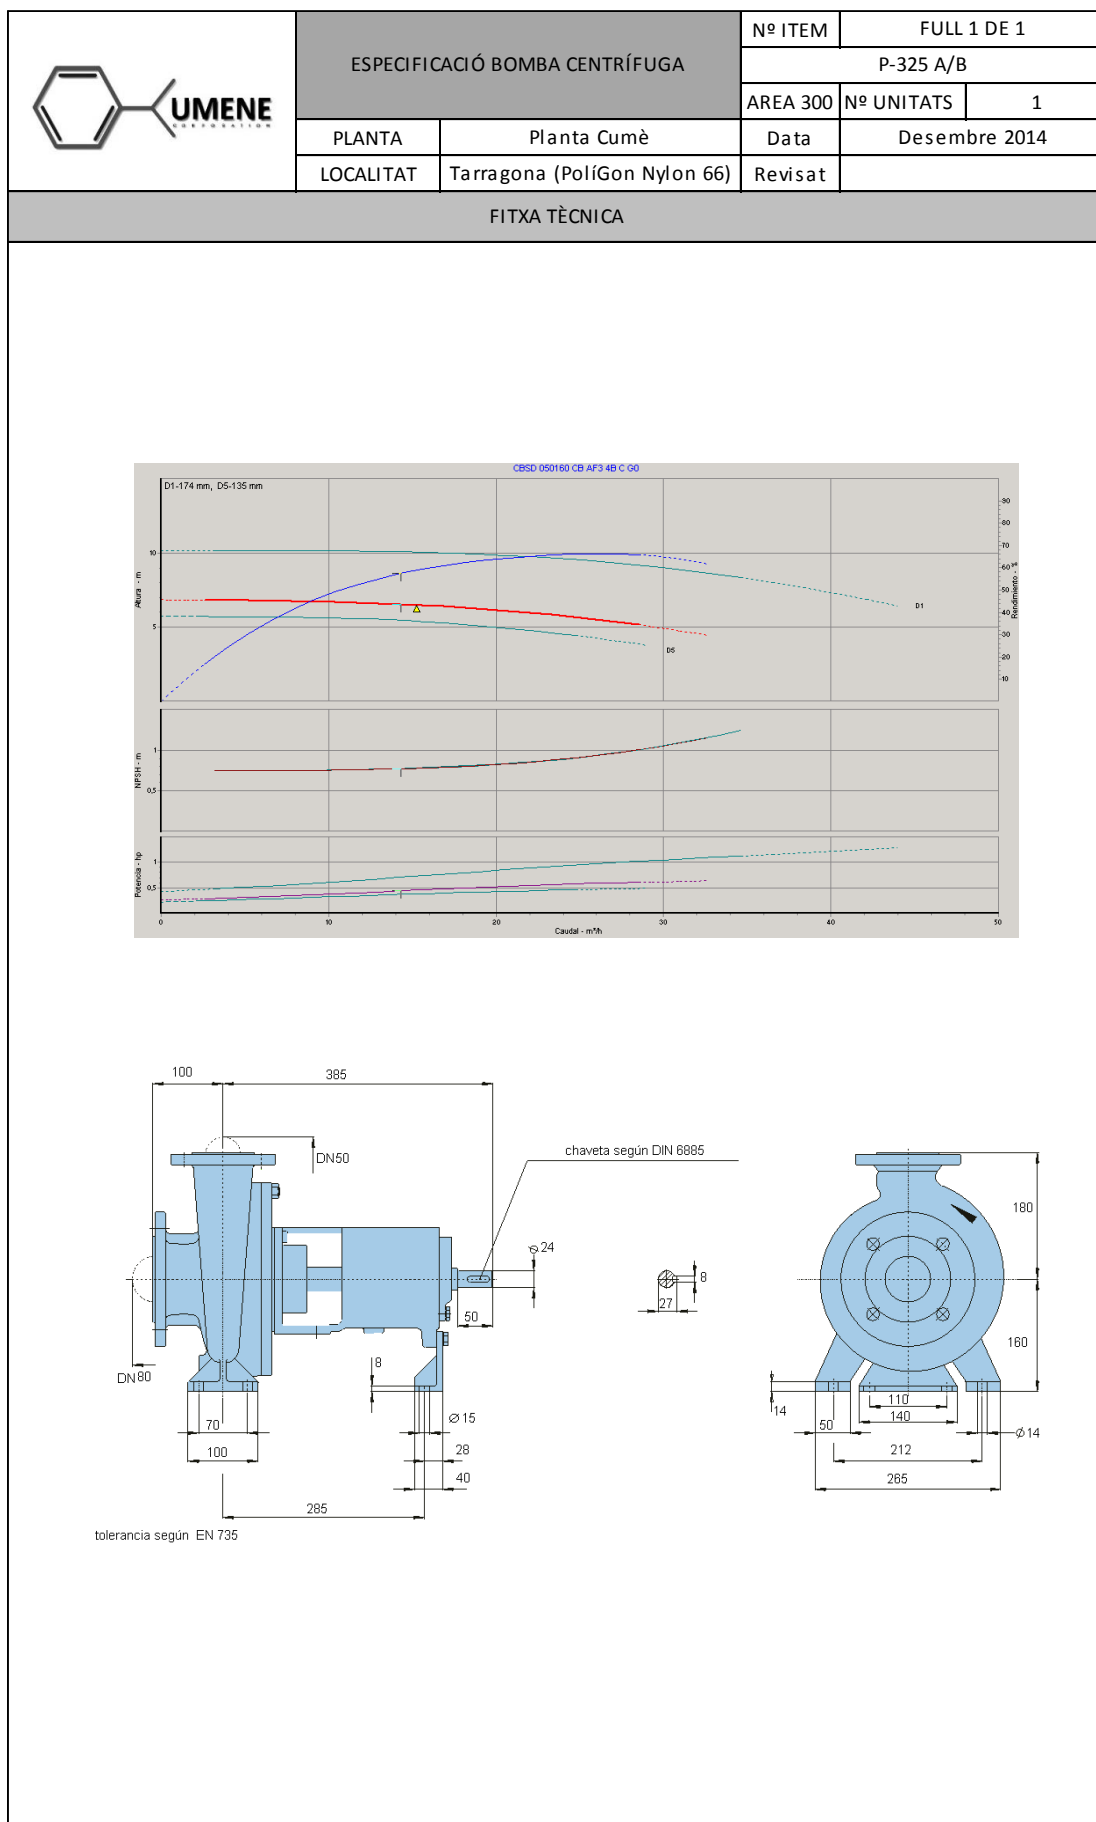 UMENE
CORPORATION
ESPECIFICACIÓ BOMBA CENTRÍFUGA
Nº ITEM
FULL 1 DE 1
P-325 A/B
AREA 300
Nº UNITATS
1
PLANTA
Planta Cumè
Data
Desembre 2014
LOCALITAT
Tarragona (PolíGon Nylon 66)
Revisat
FITXA TÈCNICA
CBSD 050160 CB AF3 4B C G0
D1-174 mm, D5-135 mm
Altura - m
10
5
90
80
70
60
50
40
30
20
10
Rendimiento - %
D1
D5
NPSH - m
1
0,5
Potencia - hp
1
0,5
0
10
20
30
40
50
Caudal - m³/h
100
385
DN50
chaveta según DIN 6885
180
Ø 24
8
27
50
160
DN80
8
14
110
140
50
Ø 14
70
Ø 15
100
28
40
212
265
285
tolerancia según EN 735